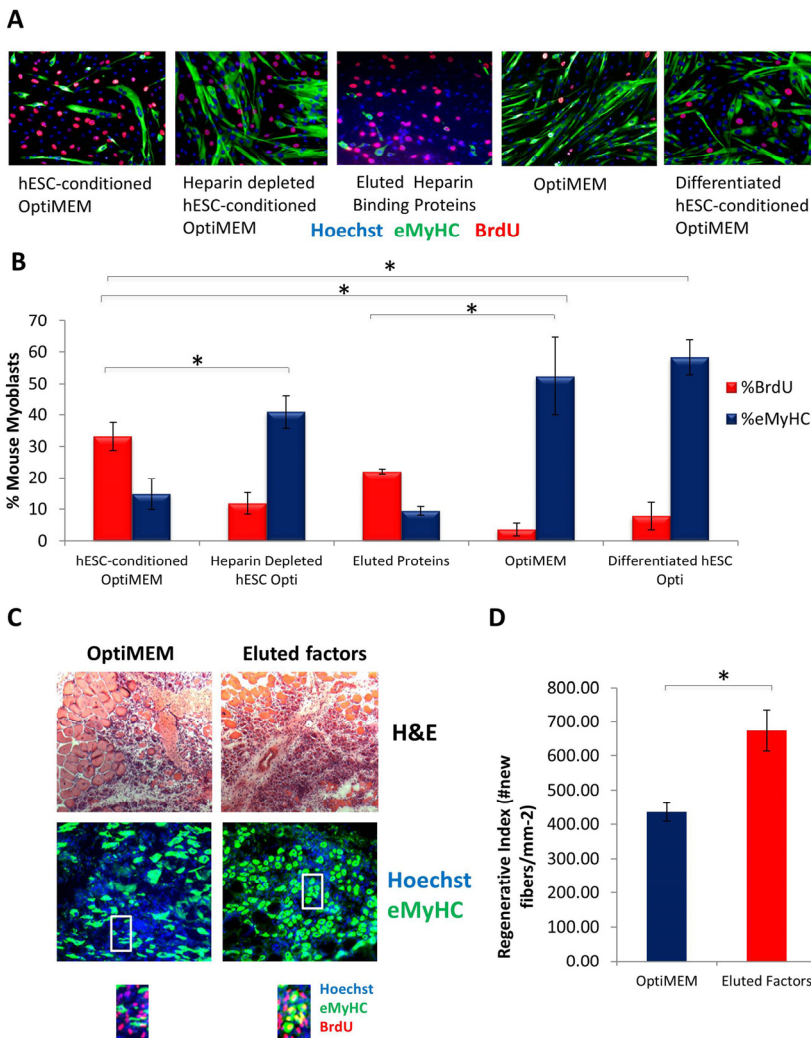 A
hESC-conditioned
OptiMEM
Heparin depleted
hESC-conditioned
OptiMEM
Eluted Heparin
Binding Proteins
OptiMEM
Differentiated
hESC-conditioned
OptiMEM
Hoechst eMyHC BrdU
B
*
*
*
*
% Mouse Myoblasts
70
60
50
40
30
20
10
0
%BrdU
%eMyHC
hESC-conditioned
OptiMEM
Heparin Depleted
hESC Opti
Eluted Proteins
OptiMEM
Differentiated hESC
Opti
C
OptiMEM
Eluted factors
H&E
Hoechst
eMyHC
Hoechst
eMyHC
BrdU
D
*
Regenerative Index (#new
fibers/mm-2)
800.00
700.00
600.00
500.00
400.00
300.00
200.00
100.00
0.00
OptiMEM
Eluted Factors